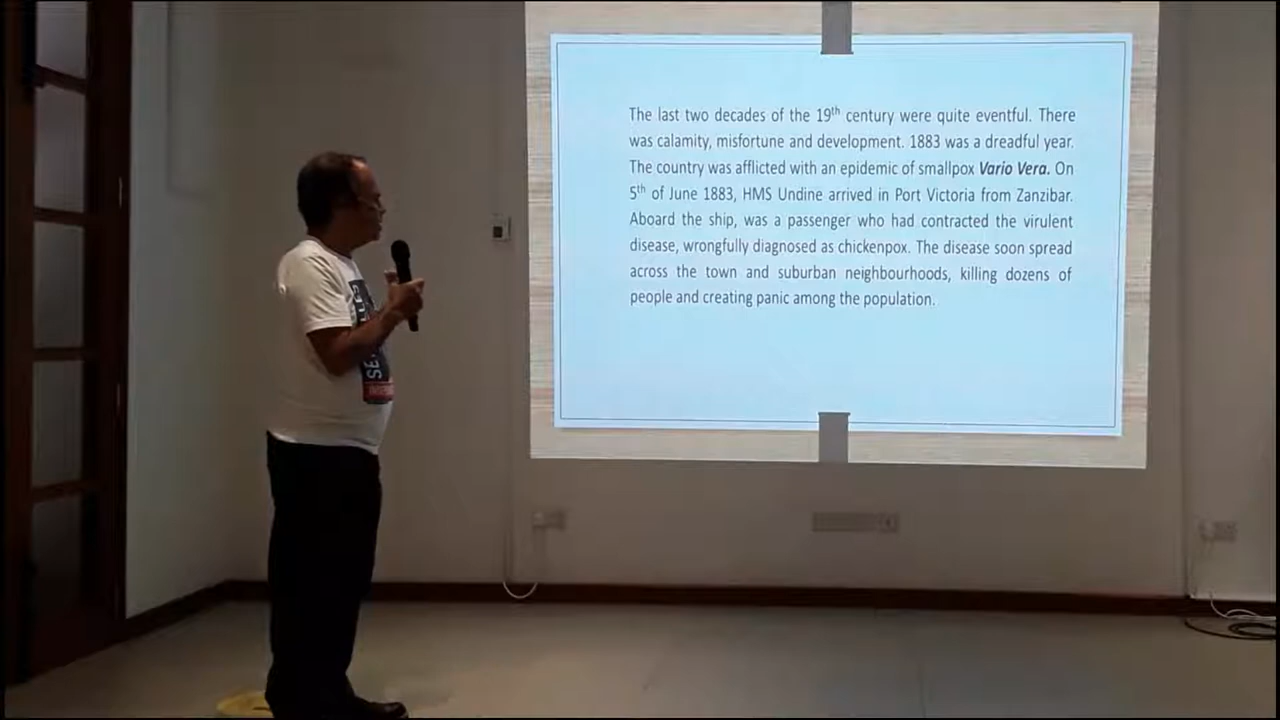 The last two decades of the 19th century were quite eventful. There
was calamity, misfortune and development. 1883 was a dreadful year.
The country was afflicted with an epidemic of smallpox Vario Vera. On
5th of June 1883, HMS Undine arrived in Port Victoria from Zanzibar.
Aboard the ship, was a passenger who had contracted the virulent
disease, wrongfully diagnosed as chickenpox. The disease soon spread
across the town and suburban neighbourhoods, killing dozens of
people and creating panic among the population.